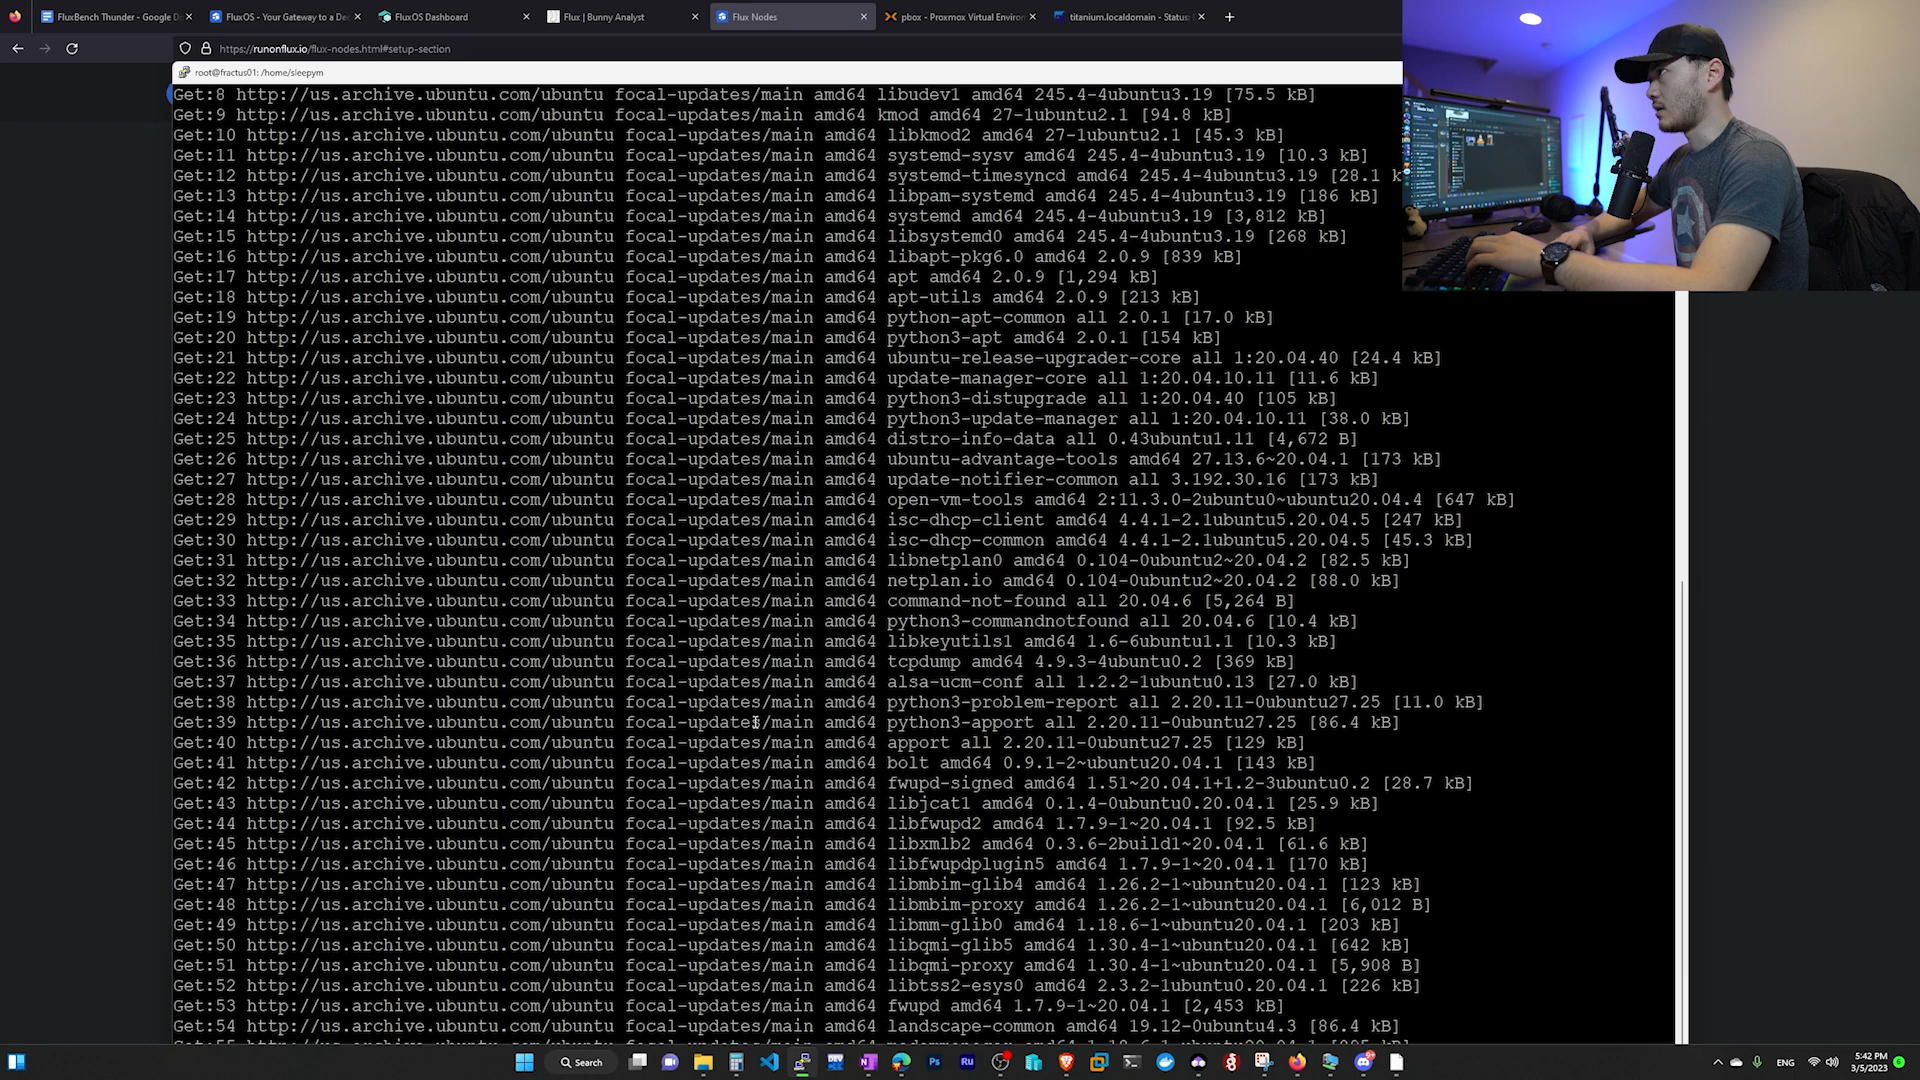 FluxBench Thunder - Google D
FluxOS - Your Gateway to a De
FluxOS Dashboard
Flux | Bunny Analyst
Flux Nodes
pbox - Proxmox Virtual Environ
titanium.localdomain - Status:
https://runonflux.io/flux-nodes.html#setup-section
root@fractus01: /home/sleepym
Get:8 http://us.archive.ubuntu.com/ubuntu focal-updates/main amd64 libudev1 amd64 245.4-4ubuntu3.19 [75.5 kB]
Get:9 http://us.archive.ubuntu.com/ubuntu focal-updates/main amd64 kmod amd64 27-1ubuntu2.1 [94.8 kB]
Get:10 http://us.archive.ubuntu.com/ubuntu focal-updates/main amd64 libkmod2 amd64 27-1ubuntu2.1 [45.3 kB]
Get:11 http://us.archive.ubuntu.com/ubuntu focal-updates/main amd64 systemd-sysv amd64 245.4-4ubuntu3.19 [10.3 kB]
Get:12 http://us.archive.ubuntu.com/ubuntu focal-updates/main amd64 systemd-timesyncd amd64 245.4-4ubuntu3.19 [28.1 k
Get:13 http://us.archive.ubuntu.com/ubuntu focal-updates/main amd64 libpam-systemd amd64 245.4-4ubuntu3.19 [186 kB]
Get:14 http://us.archive.ubuntu.com/ubuntu focal-updates/main amd64 systemd amd64 245.4-4ubuntu3.19 [3,812 kB]
Get:15 http://us.archive.ubuntu.com/ubuntu focal-updates/main amd64 libsystemd0 amd64 245.4-4ubuntu3.19 [268 kB]
Get:16 http://us.archive.ubuntu.com/ubuntu focal-updates/main amd64 libapt-pkg6.0 amd64 2.0.9 [839 kB]
Get:17 http://us.archive.ubuntu.com/ubuntu focal-updates/main amd64 apt amd64 2.0.9 [1,294 kB]
Get:18 http://us.archive.ubuntu.com/ubuntu focal-updates/main amd64 apt-utils amd64 2.0.9 [213 kB]
Get:19 http://us.archive.ubuntu.com/ubuntu focal-updates/main amd64 python-apt-common all 2.0.1 [17.0 kB]
Get:20 http://us.archive.ubuntu.com/ubuntu focal-updates/main amd64 python3-apt amd64 2.0.1 [154 kB]
Get:21 http://us.archive.ubuntu.com/ubuntu focal-updates/main amd64 ubuntu-release-upgrader-core all 1:20.04.40 [24.4 kB]
Get:22 http://us.archive.ubuntu.com/ubuntu focal-updates/main amd64 update-manager-core all 1:20.04.10.11 [11.6 kB]
Get:23 http://us.archive.ubuntu.com/ubuntu focal-updates/main amd64 python3-distupgrade all 1:20.04.40 [105 kB]
Get:24 http://us.archive.ubuntu.com/ubuntu focal-updates/main amd64 python3-update-manager all 1:20.04.10.11 [38.0 kB]
Get:25 http://us.archive.ubuntu.com/ubuntu focal-updates/main amd64 distro-info-data all 0.43ubuntu1.11 [4,672 B]
Get:26 http://us.archive.ubuntu.com/ubuntu focal-updates/main amd64 ubuntu-advantage-tools amd64 27.13.6~20.04.1 [173 kB]
Get:27 http://us.archive.ubuntu.com/ubuntu focal-updates/main amd64 update-notifier-common all 3.192.30.16 [173 kB]
Get:28 http://us.archive.ubuntu.com/ubuntu focal-updates/main amd64 open-vm-tools amd64 2:11.3.0-2ubuntu0~ubuntu20.04.4 [647 kB]
Get:29 http://us.archive.ubuntu.com/ubuntu focal-updates/main amd64 isc-dhcp-client amd64 4.4.1-2.1ubuntu5.20.04.5 [247 kB]
Get:30 http://us.archive.ubuntu.com/ubuntu focal-updates/main amd64 isc-dhcp-common amd64 4.4.1-2.1ubuntu5.20.04.5 [45.3 kB]
Get:31 http://us.archive.ubuntu.com/ubuntu focal-updates/main amd64 libnetplan0 amd64 0.104-0ubuntu2~20.04.2 [82.5 kB]
Get:32 http://us.archive.ubuntu.com/ubuntu focal-updates/main amd64 netplan.io amd64 0.104-0ubuntu2~20.04.2 [88.0 kB]
Get:33 http://us.archive.ubuntu.com/ubuntu focal-updates/main amd64 command-not-found all 20.04.6 [5,264 B]
Get:34 http://us.archive.ubuntu.com/ubuntu focal-updates/main amd64 python3-commandnotfound all 20.04.6 [10.4 kB]
Get:35 http://us.archive.ubuntu.com/ubuntu focal-updates/main amd64 libkeyutils1 amd64 1.6-6ubuntu1.1 [10.3 kB]
Get:36 http://us.archive.ubuntu.com/ubuntu focal-updates/main amd64 tcpdump amd64 4.9.3-4ubuntu0.2 [369 kB]
Get:37 http://us.archive.ubuntu.com/ubuntu focal-updates/main amd64 alsa-ucm-conf all 1.2.2-1ubuntu0.13 [27.0 kB]
Get:38 http://us.archive.ubuntu.com/ubuntu focal-updates/main amd64 python3-problem-report all 2.20.11-0ubuntu27.25 [11.0 kB]
Get:39 http://us.archive.ubuntu.com/ubuntu focal-updates/main amd64 python3-apport all 2.20.11-0ubuntu27.25 [86.4 kB]
Get:40 http://us.archive.ubuntu.com/ubuntu focal-updates/main amd64 apport all 2.20.11-0ubuntu27.25 [129 kB]
Get:41 http://us.archive.ubuntu.com/ubuntu focal-updates/main amd64 bolt amd64 0.9.1-2~ubuntu20.04.1 [143 kB]
Get:42 http://us.archive.ubuntu.com/ubuntu focal-updates/main amd64 fwupd-signed amd64 1.51~20.04.1+1.2-3ubuntu0.2 [28.7 kB]
Get:43 http://us.archive.ubuntu.com/ubuntu focal-updates/main amd64 libjcat1 amd64 0.1.4-0ubuntu0.20.04.1 [25.9 kB]
Get:44 http://us.archive.ubuntu.com/ubuntu focal-updates/main amd64 libfwupd2 amd64 1.7.9-1~20.04.1 [92.5 kB]
Get:45 http://us.archive.ubuntu.com/ubuntu focal-updates/main amd64 libxmlb2 amd64 0.3.6-2build1~20.04.1 [61.6 kB]
Get:46 http://us.archive.ubuntu.com/ubuntu focal-updates/main amd64 libfwupdplugin5 amd64 1.7.9-1~20.04.1 [170 kB]
Get:47 http://us.archive.ubuntu.com/ubuntu focal-updates/main amd64 libmbim-glib4 amd64 1.26.2-1~ubuntu20.04.1 [123 kB]
Get:48 http://us.archive.ubuntu.com/ubuntu focal-updates/main amd64 libmbim-proxy amd64 1.26.2-1~ubuntu20.04.1 [6,012 B]
Get:49 http://us.archive.ubuntu.com/ubuntu focal-updates/main amd64 libmm-glib0 amd64 1.18.6-1~ubuntu20.04.1 [203 kB]
Get:50 http://us.archive.ubuntu.com/ubuntu focal-updates/main amd64 libqmi-glib5 amd64 1.30.4-1~ubuntu20.04.1 [642 kB]
Get:51 http://us.archive.ubuntu.com/ubuntu focal-updates/main amd64 libqmi-proxy amd64 1.30.4-1~ubuntu20.04.1 [5,908 B]
Get:52 http://us.archive.ubuntu.com/ubuntu focal-updates/main amd64 libtss2-esys0 amd64 2.3.2-1ubuntu0.20.04.1 [226 kB]
Get:53 http://us.archive.ubuntu.com/ubuntu focal-updates/main amd64 fwupd amd64 1.7.9-1~20.04.1 [2,453 kB]
Get:54 http://us.archive.ubuntu.com/ubuntu focal-updates/main amd64 landscape-common amd64 19.12-0ubuntu4.3 [86.4 kB]
Search
ENG
5:42 PM
3/5/2023